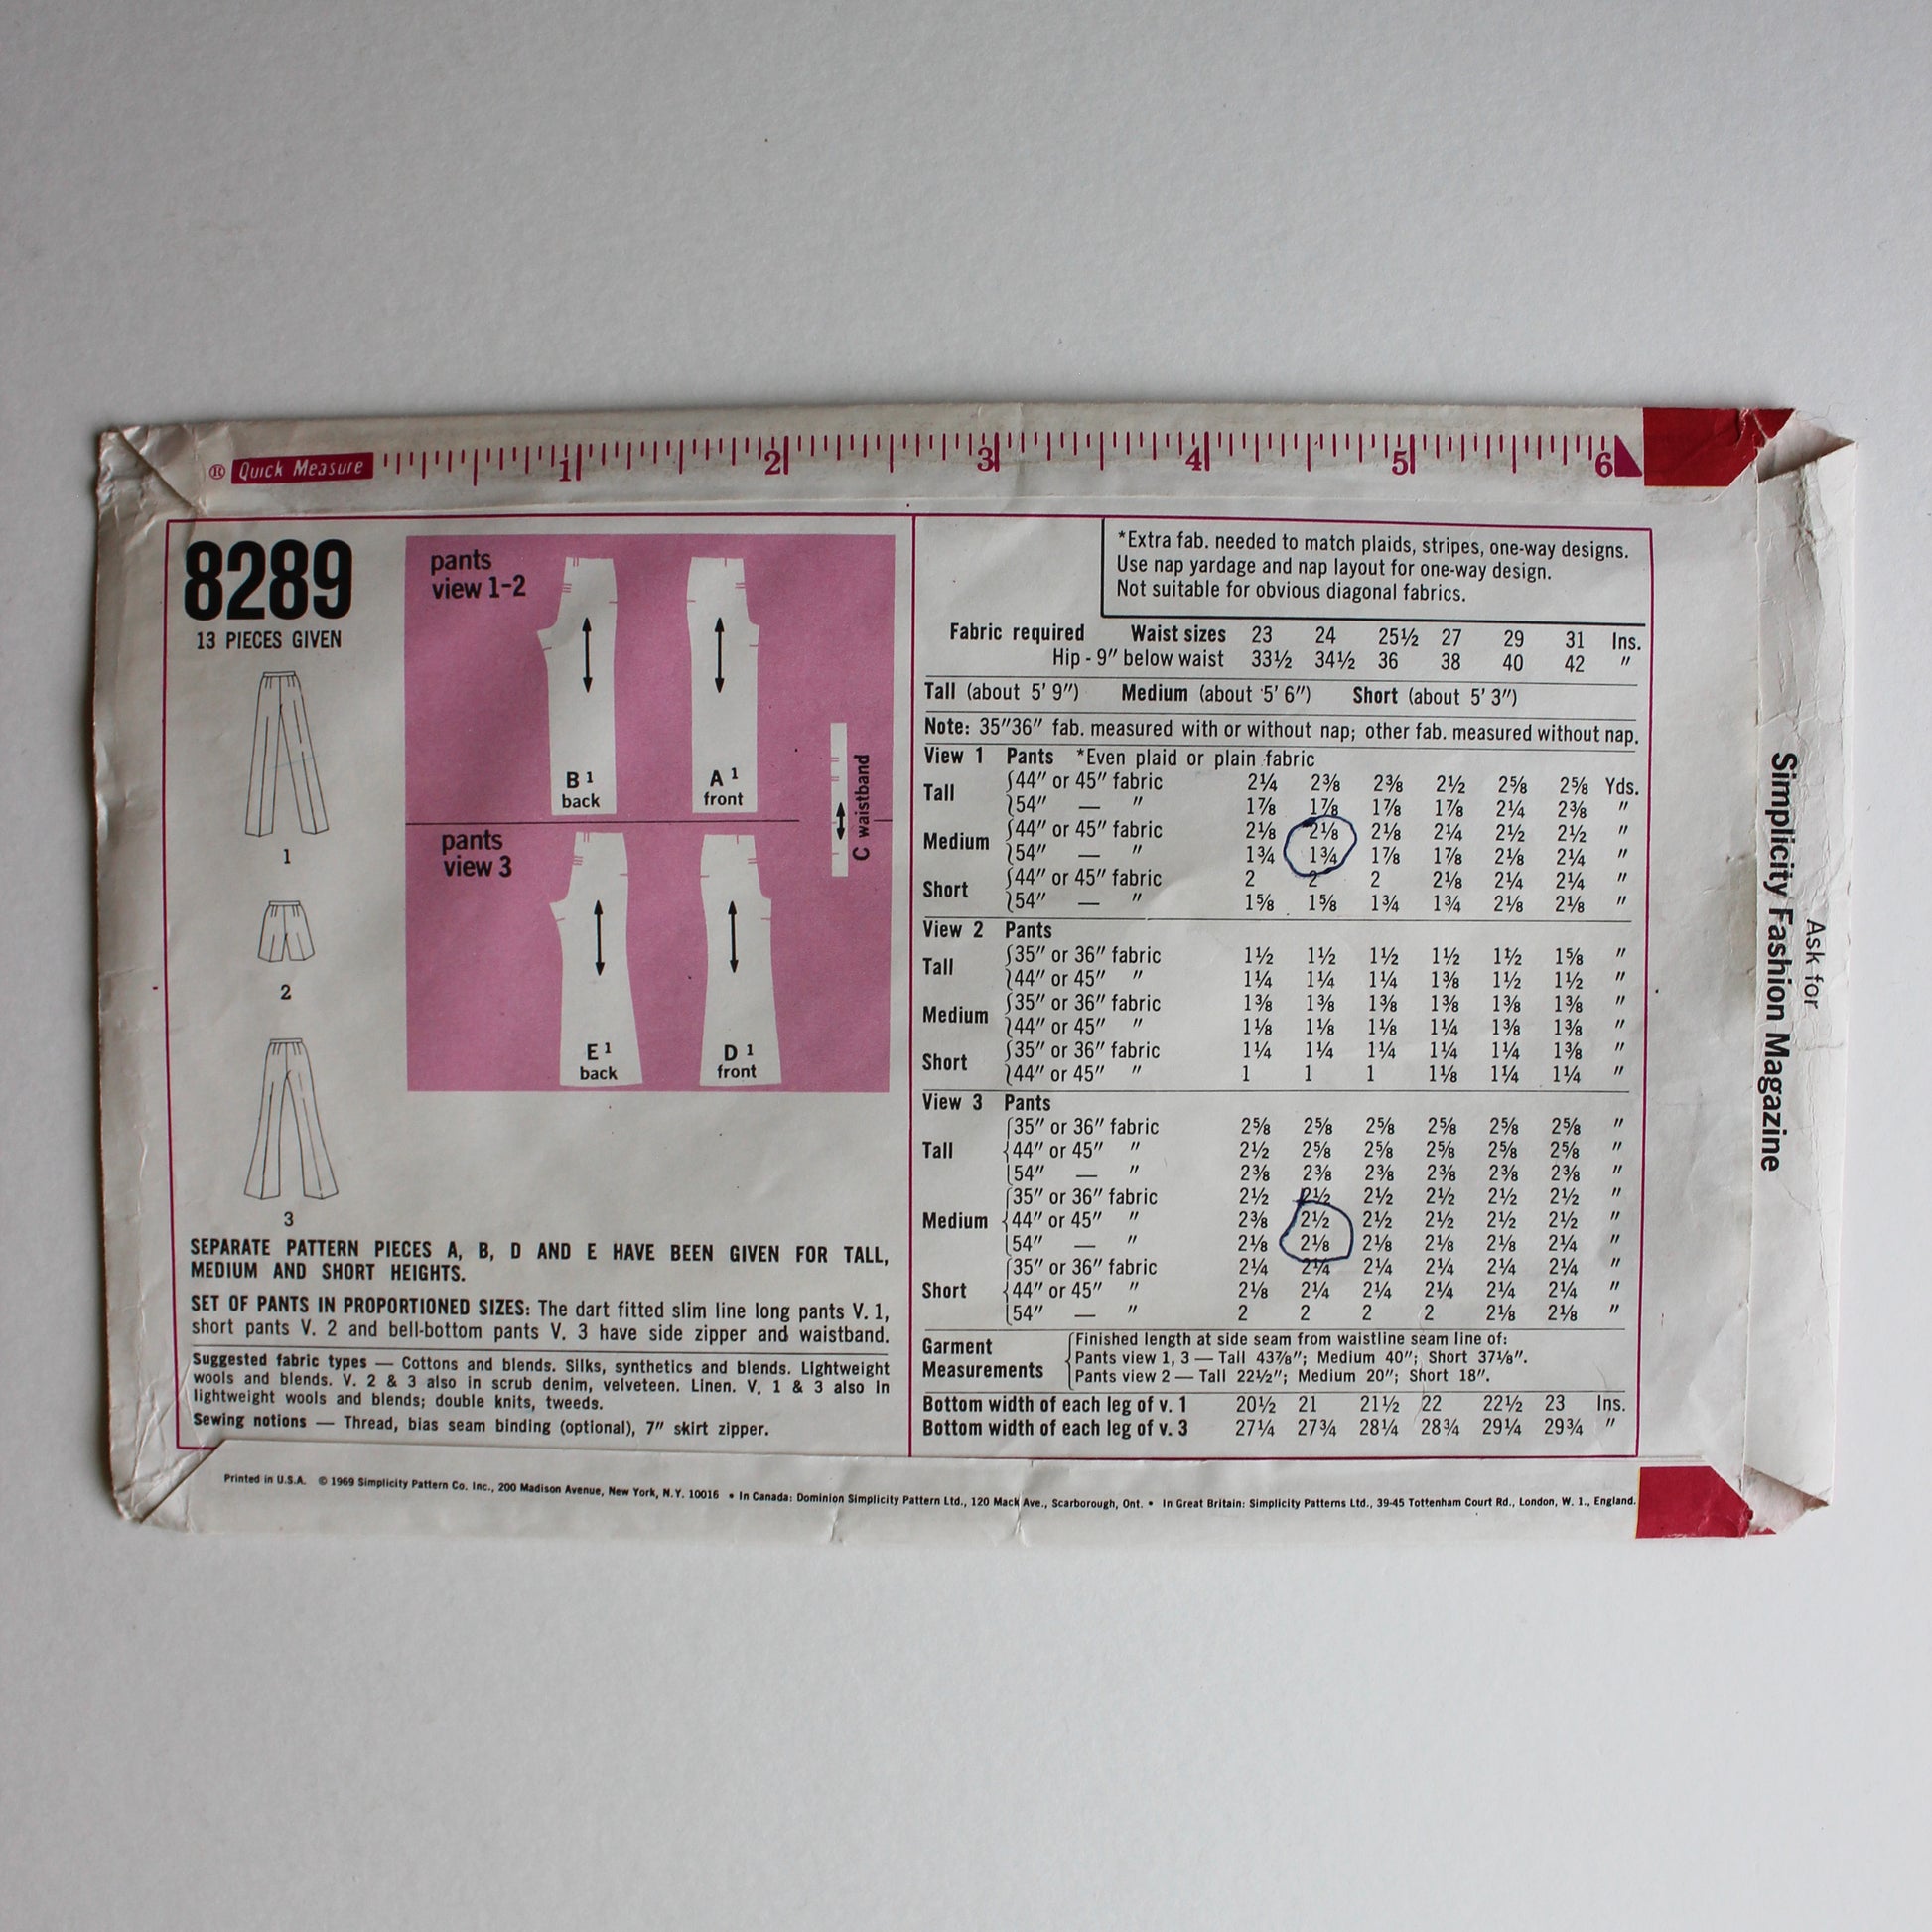 ® Quick Measure 1 2 3 4 5 6
8289
13 PIECES GIVEN
1
2
3
pants
view 1-2
B 1
back
A 1
front
pants
view 3
E 1
back
D 1
front
C waistband
SEPARATE PATTERN PIECES A, B, D AND E HAVE BEEN GIVEN FOR TALL,
MEDIUM AND SHORT HEIGHTS.
SET OF PANTS IN PROPORTIONED SIZES: The dart fitted slim line long pants V. 1,
short pants V. 2 and bell-bottom pants V. 3 have side zipper and waistband.
Suggested fabric types — Cottons and blends. Silks, synthetics and blends. Lightweight
wools and blends. V. 2 & 3 also in scrub denim, velveteen. Linen. V. 1 & 3 also in
lightweight wools and blends; double knits, tweeds.
Sewing notions — Thread, bias seam binding (optional), 7" skirt zipper.
*Extra fab. needed to match plaids, stripes, one-way designs.
Use nap yardage and nap layout for one-way design.
Not suitable for obvious diagonal fabrics.
Fabric required Waist sizes 23 24 25½ 27 29 31 Ins.
Hip - 9" below waist 33½ 34½ 36 38 40 42 "
Tall (about 5' 9") Medium (about 5' 6") Short (about 5' 3")
Note: 35"36" fab. measured with or without nap; other fab. measured without nap.
View 1 Pants *Even plaid or plain fabric
Tall 44" or 45" fabric 2¼ 2⅜ 2⅜ 2½ 2⅝ 2⅝ Yds.
54" — " 1⅞ 1⅞ 1⅞ 1⅞ 2¼ 2⅜ "
Medium 44" or 45" fabric 2⅛ 2⅛ 2⅛ 2¼ 2½ 2½ "
54" — " 1¾ 1¾ 1⅞ 1⅞ 2⅛ 2¼ "
Short 44" or 45" fabric 2 2 2 2⅛ 2¼ 2¼ "
54" — " 1⅝ 1⅝ 1¾ 1¾ 2⅛ 2⅛ "
View 2 Pants
Tall 35" or 36" fabric 1½ 1½ 1½ 1½ 1½ 1⅝ "
44" or 45" " 1¼ 1¼ 1¼ 1⅜ 1½ 1½ "
Medium 35" or 36" fabric 1⅜ 1⅜ 1⅜ 1⅜ 1⅜ 1⅜ "
44" or 45" " 1⅛ 1⅛ 1⅛ 1¼ 1⅜ 1⅜ "
Short 35" or 36" fabric 1¼ 1¼ 1¼ 1¼ 1¼ 1⅜ "
44" or 45" " 1 1 1 1⅛ 1¼ 1¼ "
View 3 Pants
35" or 36" fabric 2⅝ 2⅝ 2⅝ 2⅝ 2⅝ 2⅝ "
Tall 44" or 45" " 2½ 2⅝ 2⅝ 2⅝ 2⅝ 2⅝ "
54" — " 2⅜ 2⅜ 2⅜ 2⅜ 2⅜ 2⅜ "
35" or 36" fabric 2½ 2½ 2½ 2½ 2½ 2½ "
Medium 44" or 45" " 2⅜ 2½ 2½ 2½ 2½ 2½ "
54" — " 2⅛ 2⅛ 2⅛ 2⅛ 2⅛ 2¼ "
35" or 36" fabric 2¼ 2¼ 2¼ 2¼ 2¼ 2¼ "
Short 44" or 45" " 2⅛ 2¼ 2¼ 2¼ 2¼ 2¼ "
54" — " 2 2 2 2 2⅛ 2⅛ "
Garment Measurements
Finished length at side seam from waistline seam line of:
Pants view 1, 3 — Tall 43⅞"; Medium 40"; Short 37⅛".
Pants view 2 — Tall 22½"; Medium 20"; Short 18".
Bottom width of each leg of v. 1 20½ 21 21½ 22 22½ 23 Ins.
Bottom width of each leg of v. 3 27¼ 27¾ 28¼ 28¾ 29¼ 29¾ "
Printed in U.S.A. © 1969 Simplicity Pattern Co. Inc., 200 Madison Avenue, New York, N.Y. 10016 • In Canada: Dominion Simplicity Pattern Ltd., 120 Mack Ave., Scarborough, Ont. • In Great Britain: Simplicity Patterns Ltd., 39-45 Tottenham Court Rd., London, W. 1., England.
Ask for
Simplicity Fashion Magazine